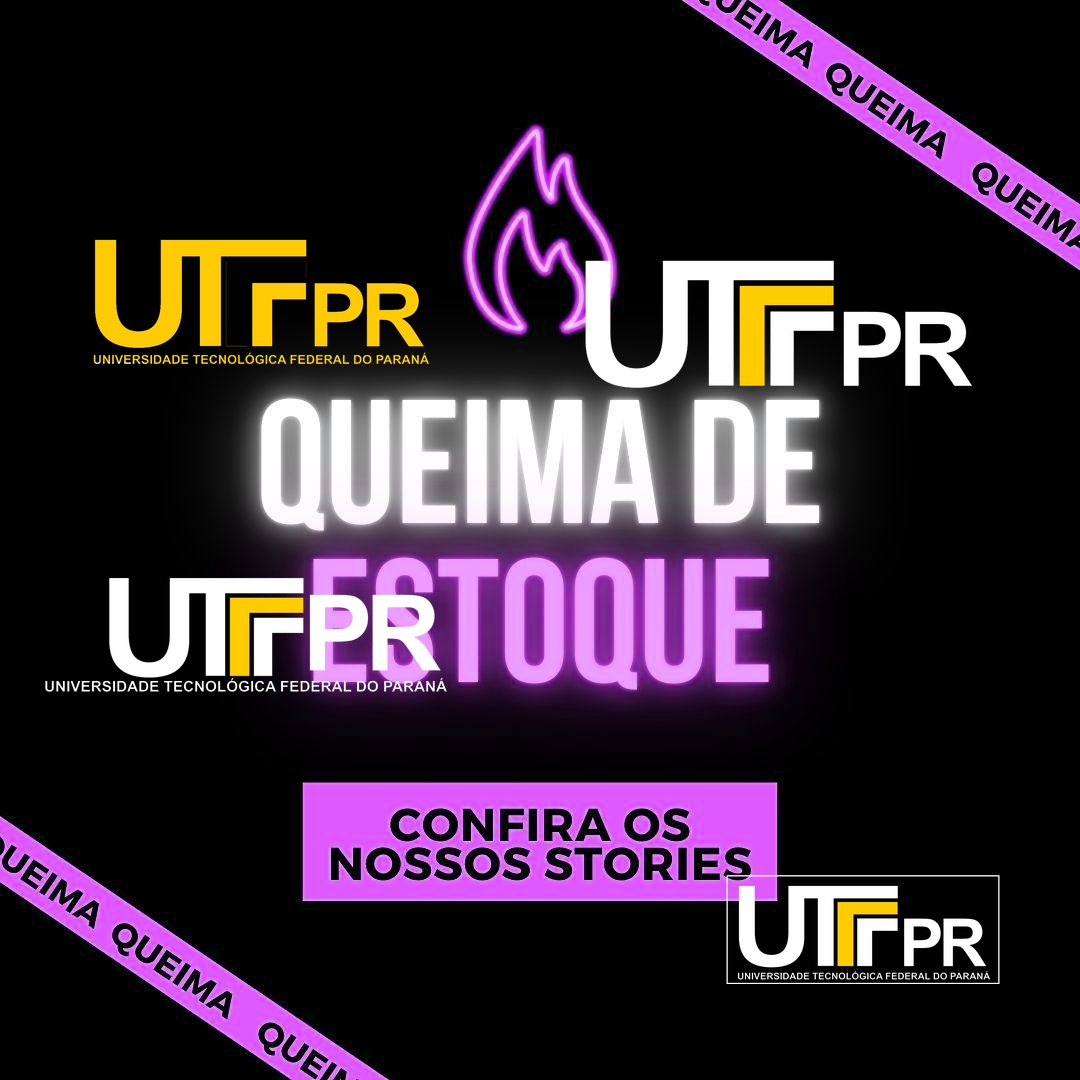 QUEIMA QUEIMA QUEIMA
UTFPR
UNIVERSIDADE TECNOLÓGICA FEDERAL DO PARANÁ
UTFPR
QUEIMA DE
ESTOQUE
UTFPR
UNIVERSIDADE TECNOLÓGICA FEDERAL DO PARANÁ
CONFIRA OS
NOSSOS STORIES
UTFPR
UNIVERSIDADE TECNOLÓGICA FEDERAL DO PARANÁ
QUEIMA QUEIMA QUEIM